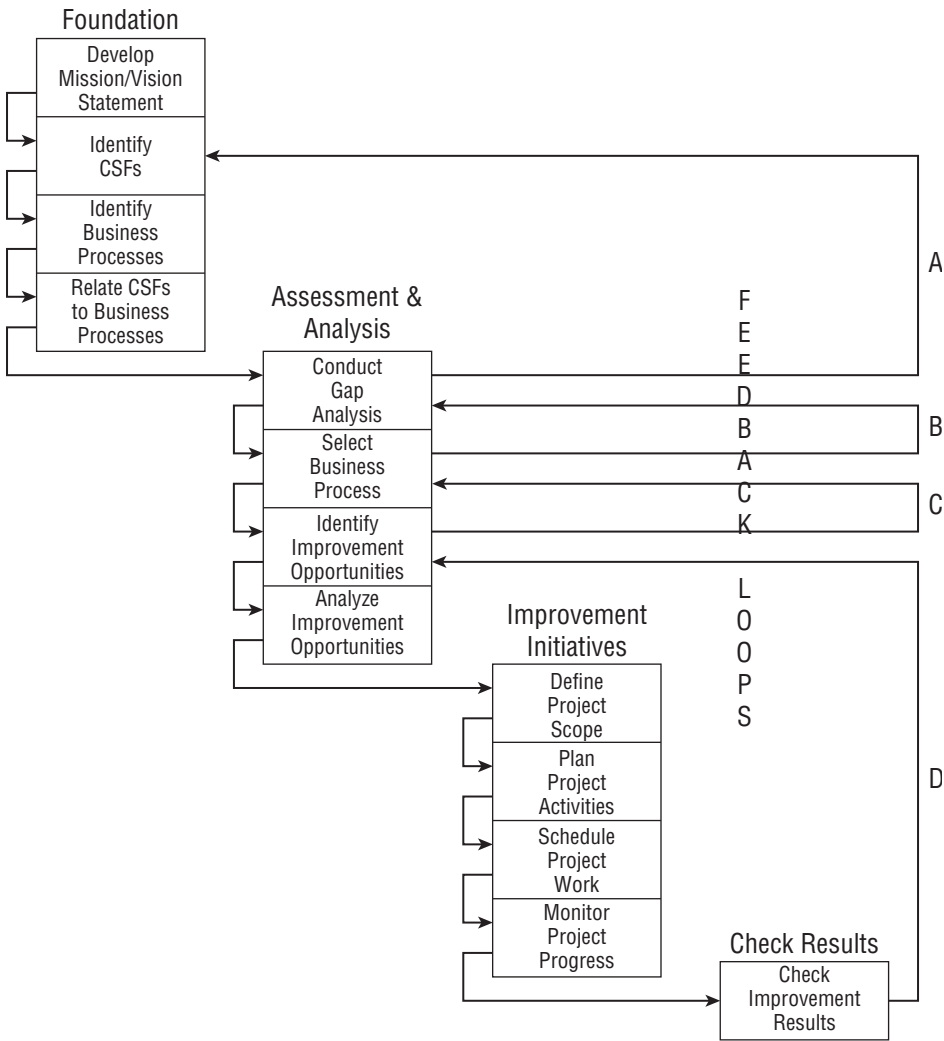 Foundation
Develop
Mission/Vision
Statement
Identify
CSFs
Identify
Business
Processes
Relate CSFs
to Business
Processes
Assessment &
Analysis
Conduct
Gap
Analysis
Select
Business
Process
Identify
Improvement
Opportunities
Analyze
Improvement
Opportunities
Improvement
Initiatives
Define
Project
Scope
Plan
Project
Activities
Schedule
Project
Work
Monitor
Project
Progress
Check Results
Check
Improvement
Results
F
E
E
D
B
A
C
K
L
O
O
P
S
A
B
C
D